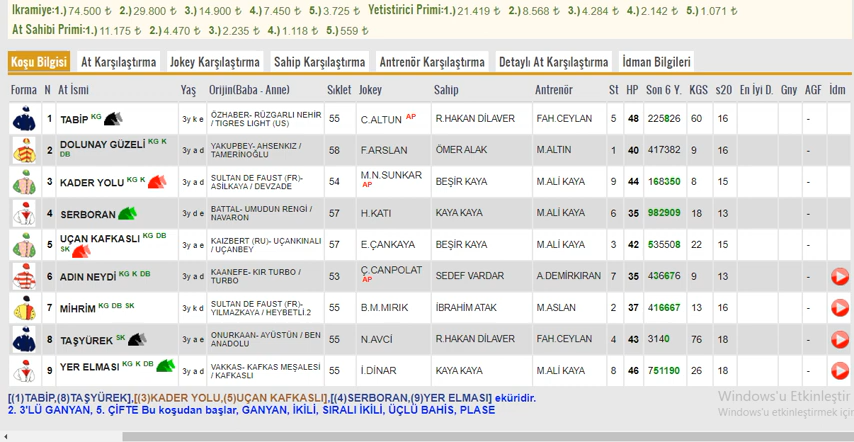 İkramiye:1.) 74.500 ₺ 2.) 29.800 ₺ 3.) 14.900 ₺ 4.) 7.450 ₺ 5.) 3.725 ₺ Yetistirici Primi:1.) 21.419 ₺ 2.) 8.568 ₺ 3.) 4.284 ₺ 4.) 2.142 ₺ 5.) 1.071 ₺
At Sahibi Primi:1.) 11.175 ₺ 2.) 4.470 ₺ 3.) 2.235 ₺ 4.) 1.118 ₺ 5.) 559 ₺
Koşu Bilgisi At Karşılaştırma Jokey Karşılaştırma Sahip Karşılaştırma Antrenör Karşılaştırma Detaylı At Karşılaştırma İdman Bilgileri
Forma N At İsmi Yaş Orijin(Baba - Anne) Sıklet Jokey Sahip Antrenör St HP Son 6 Y. KGS s20 En İyi D. Gny AGF İdm
1 TABİP KG 3y k e ÖZHABER- RÜZGARLI NEHİR / TIGRES LIGHT (US) 55 C.ALTUN AP R.HAKAN DİLAVER FAH.CEYLAN 5 48 225826 60 16 -
2 DOLUNAY GÜZELİ KG K DB 3y a d YAKUPBEY- AHSENKIZ / TAMERİNOĞLU 58 F.ARSLAN ÖMER ALAK M.ALTIN 1 40 417382 9 16 -
3 KADER YOLU KG K 3y a d SULTAN DE FAUST (FR)- ASİLKAYA / DEVZADE 54 M.N.SUNKAR AP BEŞİR KAYA M.ALİ KAYA 9 44 168350 8 15 -
4 SERBORAN 3y d e BATTAL- UMUDUN RENGİ / NAVARON 57 H.KATI KAYA KAYA M.ALİ KAYA 6 35 982909 18 13 -
5 UÇAN KAFKASLI KG DB SK 3y a e KAIZBERT (RU)- UÇANKINALI / UÇANBEY 57 E.ÇANKAYA BEŞİR KAYA M.ALİ KAYA 3 42 535508 22 15 -
6 ADIN NEYDİ KG K DB 3y a d KAANEFE- KIR TURBO / TURBO 53 Ç.CANPOLAT AP SEDEF VARDAR A.DEMİRKIRAN 7 35 436676 9 13 -
7 MİHRİM KG DB SK 3y k d SULTAN DE FAUST (FR)- YILMAZKAYA / HEYBETLİ.2 55 B.M.MIRIK İBRAHİM ATAK M.ASLAN 2 37 416667 13 16 -
8 TAŞYÜREK SK 3y a e ONURKAAN- AYÜSTÜN / BEN ANADOLU 55 N.AVCİ R.HAKAN DİLAVER FAH.CEYLAN 4 43 3140 76 18 -
9 YER ELMASI KG K DB 3y a d VAKKAS- KAFKAS MEŞALESİ / KAFKASLI 55 İ.DİNAR KAYA KAYA M.ALİ KAYA 8 46 751190 26 18 -
[(1)TABİP,(8)TAŞYÜREK],[(3)KADER YOLU,(5)UÇAN KAFKASLI],[(4)SERBORAN,(9)YER ELMASI] eküridir.
2. 3'LÜ GANYAN, 5. ÇİFTE Bu koşudan başlar, GANYAN, İKİLİ, SIRALI İKİLİ, ÜÇLÜ BAHİS, PLASE
Windows'u Etkinleştir
Windows'u etkinleştirmek için